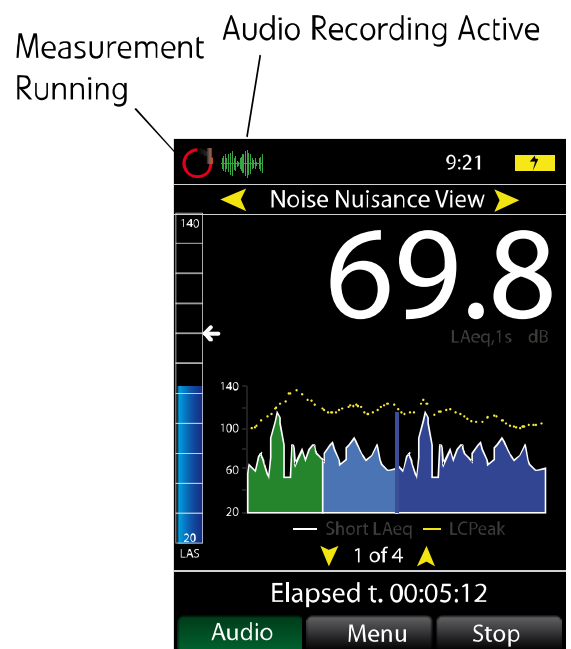 Audio Recording Active
Measurement
Running
9:21
Noise Nuisance View
140
69.8
LAeq,1s dB
140
100
60
20
20
LAS
Short LAeq LCPeak
1 of 4
Elapsed t. 00:05:12
Audio Menu Stop